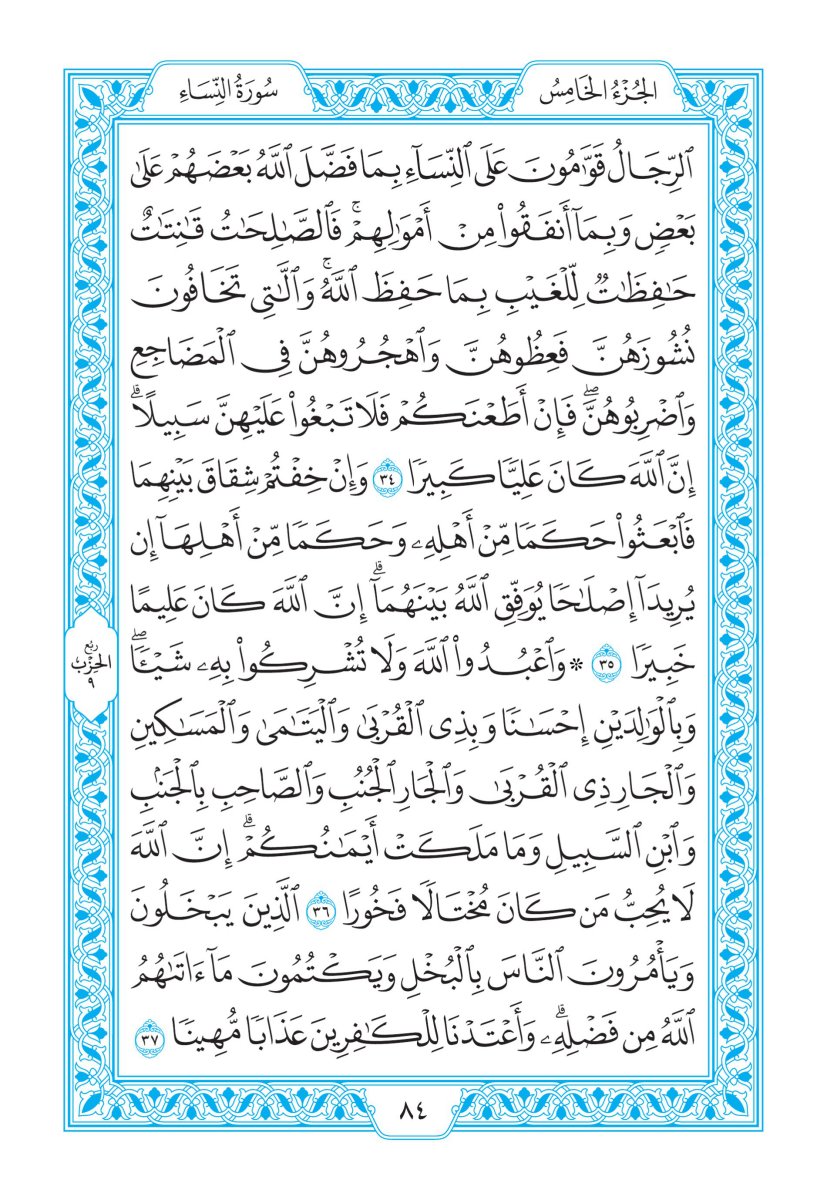 الجُزْءُ الخَامِسُ
سُورَةُ النِّسَاءِ
ٱلرِّجَالُ قَوَّٰمُونَ عَلَى ٱلنِّسَآءِ بِمَا فَضَّلَ ٱللَّهُ بَعْضَهُمْ عَلَىٰ
بَعْضٍ وَبِمَآ أَنفَقُوا۟ مِنْ أَمْوَٰلِهِمْۚ فَٱلصَّٰلِحَٰتُ قَٰنِتَٰتٌ
حَٰفِظَٰتٌ لِّلْغَيْبِ بِمَا حَفِظَ ٱللَّهُۚ وَٱلَّٰتِى تَخَافُونَ
نُشُوزَهُنَّ فَعِظُوهُنَّ وَٱهْجُرُوهُنَّ فِى ٱلْمَضَاجِعِ
وَٱضْرِبُوهُنَّۖ فَإِنْ أَطَعْنَكُمْ فَلَا تَبْغُوا۟ عَلَيْهِنَّ سَبِيلًاۗ
إِنَّ ٱللَّهَ كَانَ عَلِيًّا كَبِيرًا ٣٤ وَإِنْ خِفْتُمْ شِقَاقَ بَيْنِهِمَا
فَٱبْعَثُوا۟ حَكَمًا مِّنْ أَهْلِهِۦ وَحَكَمًا مِّنْ أَهْلِهَآ إِن
يُرِيدَآ إِصْلَٰحًا يُوَفِّقِ ٱللَّهُ بَيْنَهُمَآۗ إِنَّ ٱللَّهَ كَانَ عَلِيمًا
خَبِيرًا ٣٥ ۞ وَٱعْبُدُوا۟ ٱللَّهَ وَلَا تُشْرِكُوا۟ بِهِۦ شَيْـًٔاۖ
وَبِٱلْوَٰلِدَيْنِ إِحْسَٰنًا وَبِذِى ٱلْقُرْبَىٰ وَٱلْيَتَٰمَىٰ وَٱلْمَسَٰكِينِ
وَٱلْجَارِ ذِى ٱلْقُرْبَىٰ وَٱلْجَارِ ٱلْجُنُبِ وَٱلصَّاحِبِ بِٱلْجَنۢبِ
وَٱبْنِ ٱلسَّبِيلِ وَمَا مَلَكَتْ أَيْمَٰنُكُمْۗ إِنَّ ٱللَّهَ
لَا يُحِبُّ مَن كَانَ مُخْتَالًا فَخُورًا ٣٦ ٱلَّذِينَ يَبْخَلُونَ
وَيَأْمُرُونَ ٱلنَّاسَ بِٱلْبُخْلِ وَيَكْتُمُونَ مَآ ءَاتَىٰهُمُ
ٱللَّهُ مِن فَضْلِهِۦۗ وَأَعْتَدْنَا لِلْكَٰفِرِينَ عَذَابًا مُّهِينًا ٣٧
رُبْع
الحِزْبُ
٩
٨٤